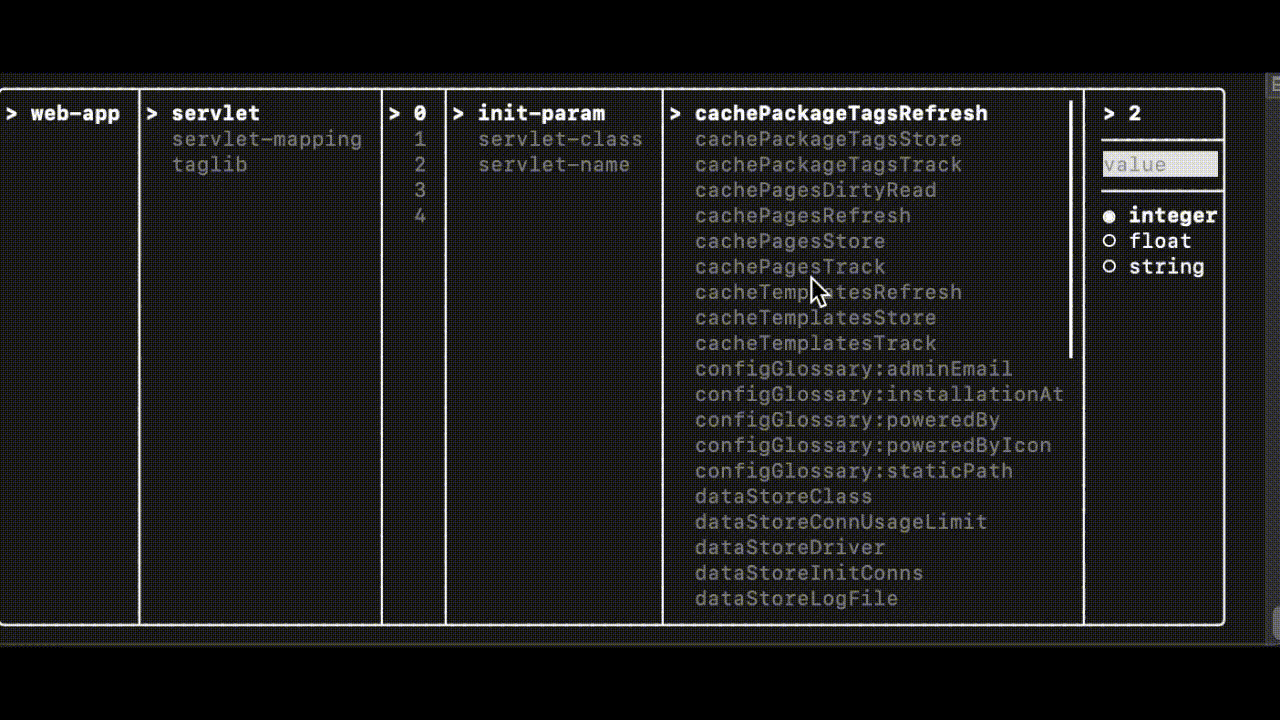 > web-app
> servlet
servlet-mapping
taglib
> 0
1
2
3
4
> init-param
servlet-class
servlet-name
> cachePackageTagsRefresh
cachePackageTagsStore
cachePackageTagsTrack
cachePagesDirtyRead
cachePagesRefresh
cachePagesStore
cachePagesTrack
cacheTemplatesRefresh
cacheTemplatesStore
cacheTemplatesTrack
configGlossary:adminEmail
configGlossary:installationAt
configGlossary:poweredBy
configGlossary:poweredByIcon
configGlossary:staticPath
dataStoreClass
dataStoreConnUsageLimit
dataStoreDriver
dataStoreInitConns
dataStoreLogFile
> 2
value
integer
float
string